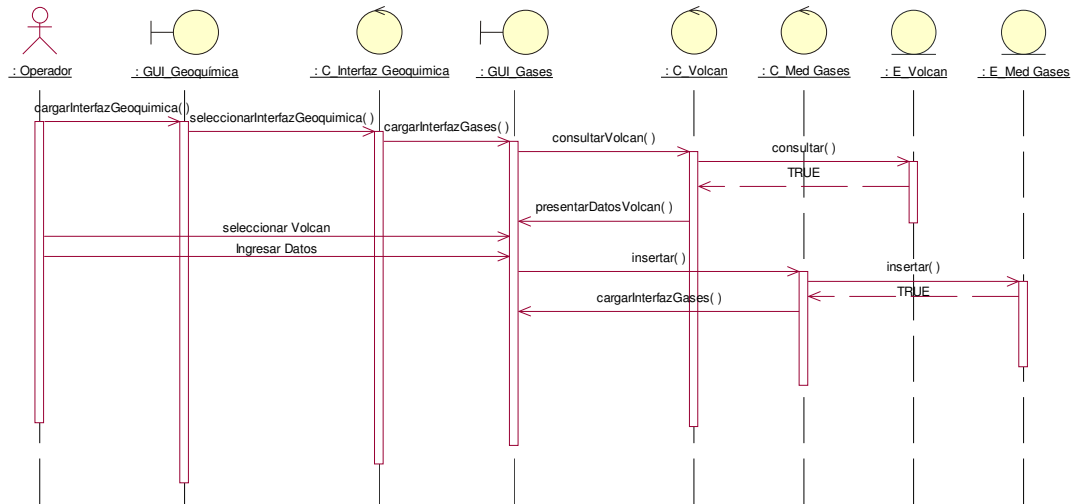 : Operador
: GUI_Geoquímica
: C_Interfaz Geoquimica
: GUI_Gases
: C_Volcan
: C_Med Gases
: E_Volcan
: E_Med Gases
cargarInterfazGeoquimica( )
seleccionarInterfazGeoquimica( )
cargarInterfazGases( )
consultarVolcan( )
consultar( )
TRUE
presentarDatosVolcan( )
seleccionar Volcan
Ingresar Datos
insertar( )
insertar( )
TRUE
cargarInterfazGases( )